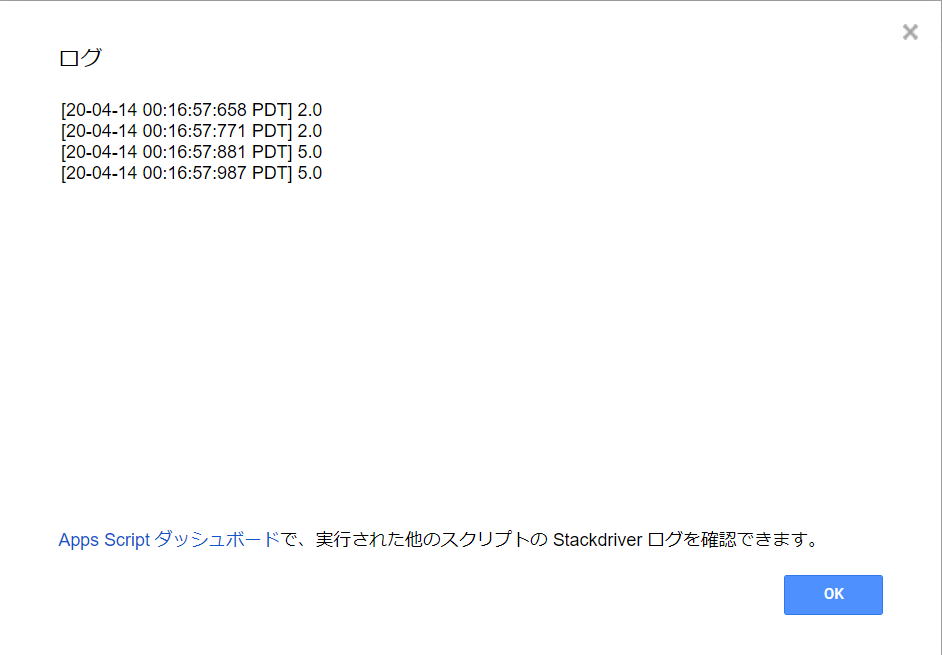 ログ
[20-04-14 00:16:57:658 PDT] 2.0
[20-04-14 00:16:57:771 PDT] 2.0
[20-04-14 00:16:57:881 PDT] 5.0
[20-04-14 00:16:57:987 PDT] 5.0
Apps Script ダッシュボードで、実行された他のスクリプトの Stackdriver ログを確認できます。
OK